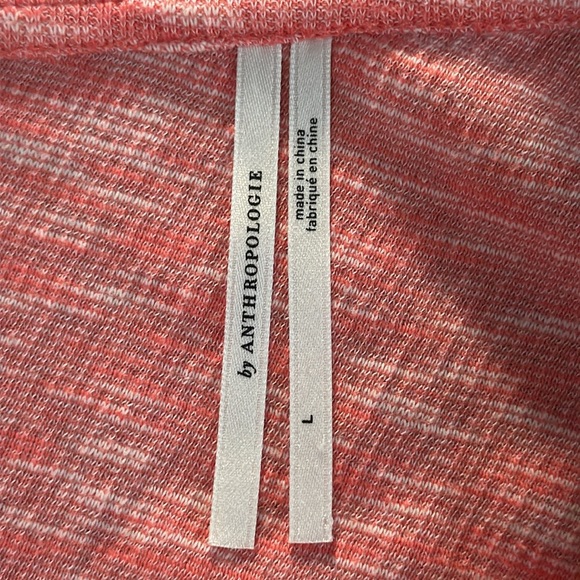 by ANTHROPOLOGIE
made in china
fabriqué en chine
L